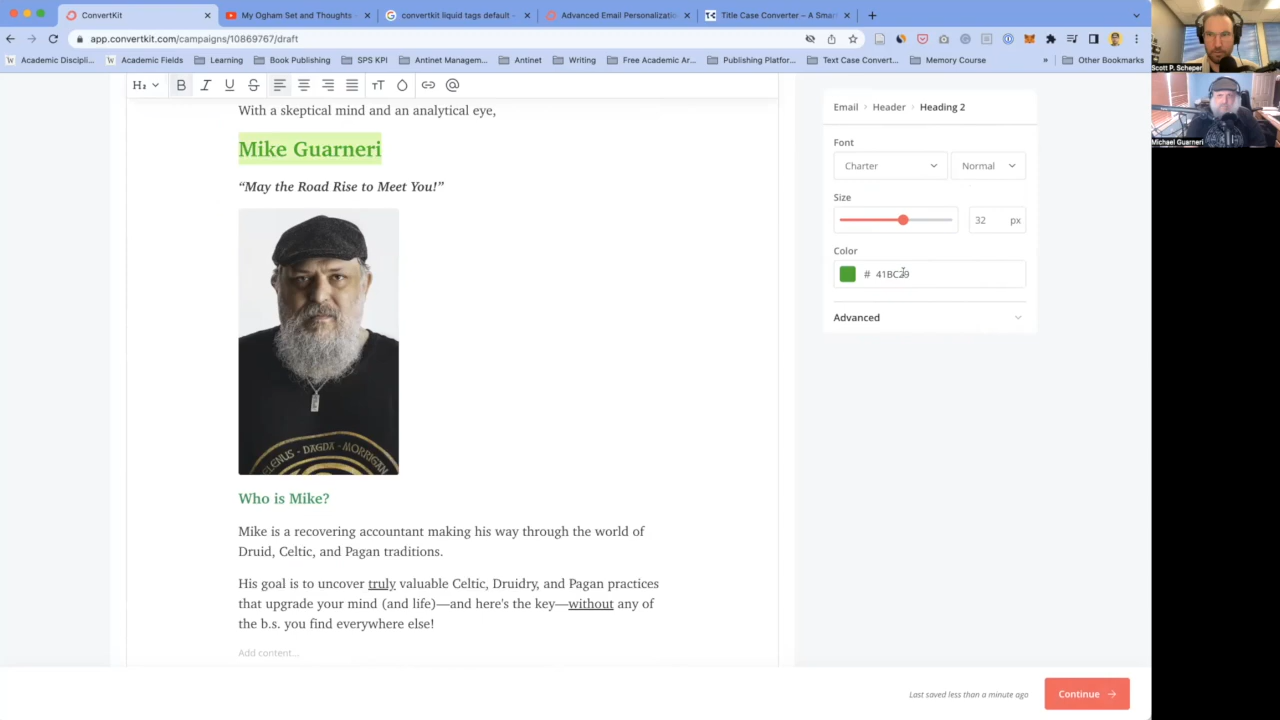 ConvertKit
My Ogham Set and Thoughts -
convertkit liquid tags default -
Advanced Email Personalizatio
Title Case Converter – A Smar
app.convertkit.com/campaigns/10869767/draft
Academic Discipli...
Academic Fields
Learning
Book Publishing
SPS KPI
Antinet Managem...
Antinet
Writing
Free Academic Ar...
Publishing Platfor...
Text Case Convert...
Memory Course
»
Other Bookmarks
Scott P. Scheper
Michael Guarneri
H₂ B I U S TT @
With a skeptical mind and an analytical eye,
Mike Guarneri
“May the Road Rise to Meet You!”
ELENUS - DAGDA - MORRIGAN
Who is Mike?
Mike is a recovering accountant making his way through the world of
Druid, Celtic, and Pagan traditions.
His goal is to uncover truly valuable Celtic, Druidry, and Pagan practices
that upgrade your mind (and life)—and here's the key—without any of
the b.s. you find everywhere else!
Add content...
Email > Header > Heading 2
Font
Charter
Normal
Size
32 px
Color
# 41BC29
Advanced
Last saved less than a minute ago
Continue →